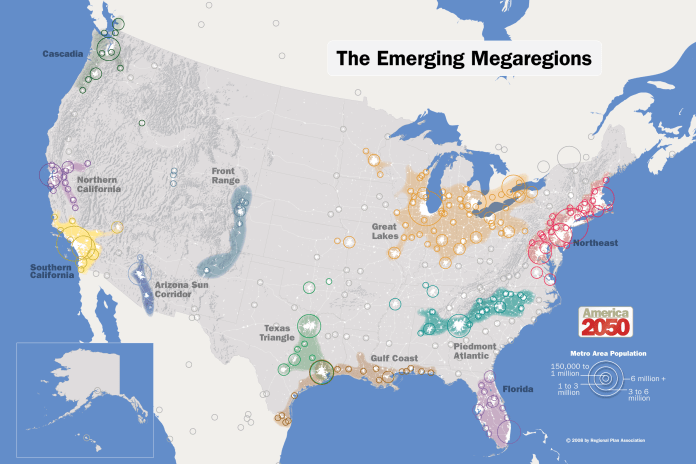 The Emerging Megaregions
Cascadia
Northern
California
Front
Range
Great
Lakes
Northeast
Southern
California
Arizona Sun
Corridor
Texas
Triangle
Piedmont
Atlantic
Gulf Coast
Florida
America
2050
Metro Area Population
150,000 to
1 million
1 to 3
million
6 million +
3 to 6
million
© 2008 by Regional Plan Association